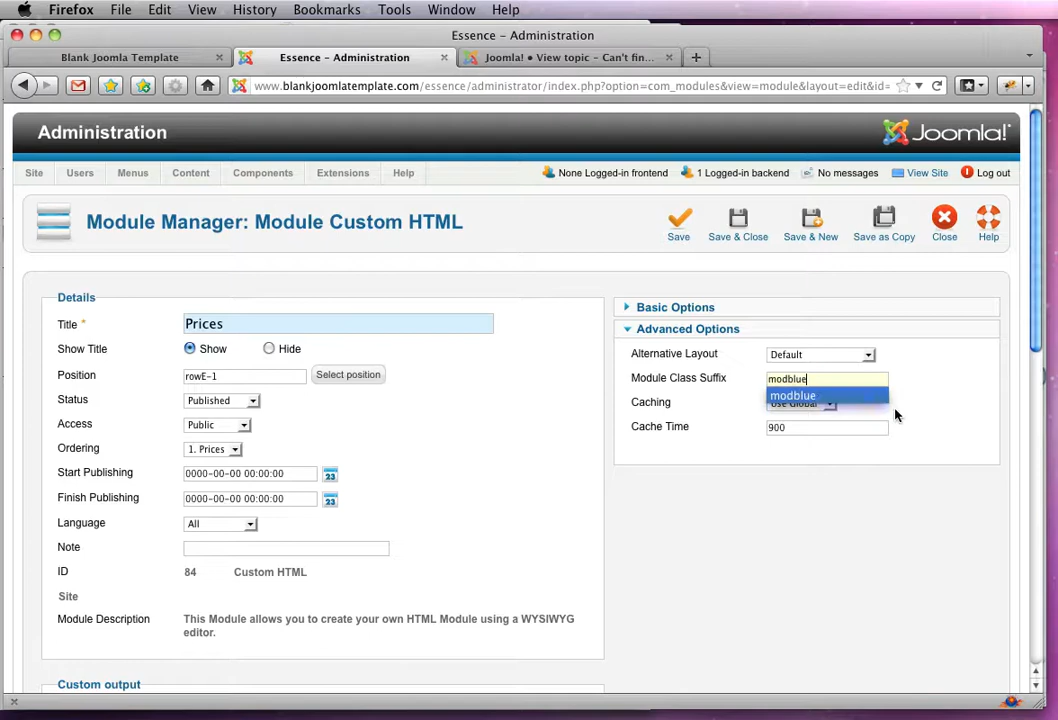 Firefox File Edit View History Bookmarks Tools Window Help
Essence – Administration
Blank Joomla Template Essence – Administration Joomla! • View topic – Can't fin...
www.blankjoomlatemplate.com/essence/administrator/index.php?option=com_modules&view=module&layout=edit&id=
Administration Joomla!
Site Users Menus Content Components Extensions Help None Logged-in frontend 1 Logged-in backend No messages View Site Log out
Module Manager: Module Custom HTML Save Save & Close Save & New Save as Copy Close Help
Details
Title * Prices
Show Title Show Hide
Position rowE-1 Select position
Status Published
Access Public
Ordering 1. Prices
Start Publishing 0000-00-00 00:00:00 23
Finish Publishing 0000-00-00 00:00:00 23
Language All
Note
ID 84 Custom HTML
Site
Module Description This Module allows you to create your own HTML Module using a WYSIWYG
editor.
Custom output
Basic Options
Advanced Options
Alternative Layout Default
Module Class Suffix modblue
modblue
Caching Use Global
Cache Time 900